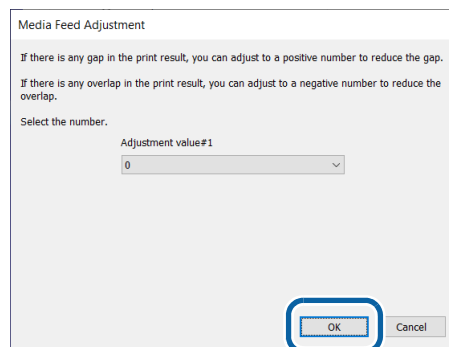 Media Feed Adjustment
If there is any gap in the print result, you can adjust to a positive number to reduce the gap.
If there is any overlap in the print result, you can adjust to a negative number to reduce the
overlap.
Select the number.
Adjustment value#1
0
OK Cancel